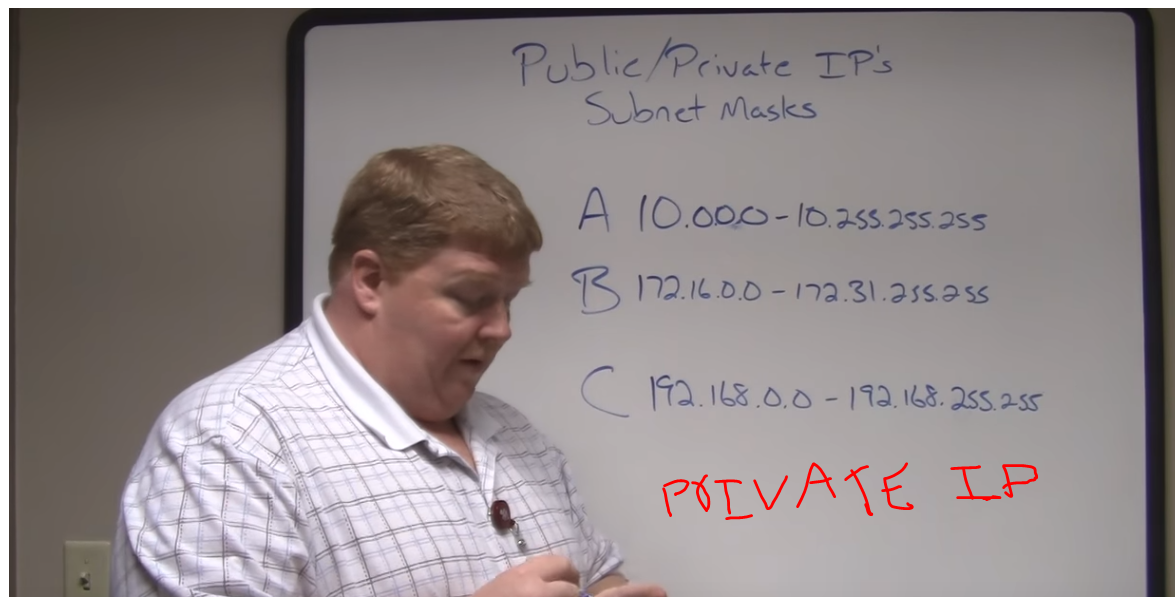 Public/Private IP's
Subnet Masks
A 10.0.0.0 - 10.255.255.255
B 172.16.0.0 - 172.31.255.255
C 192.168.0.0 - 192.168.255.255
PRIVATE IP